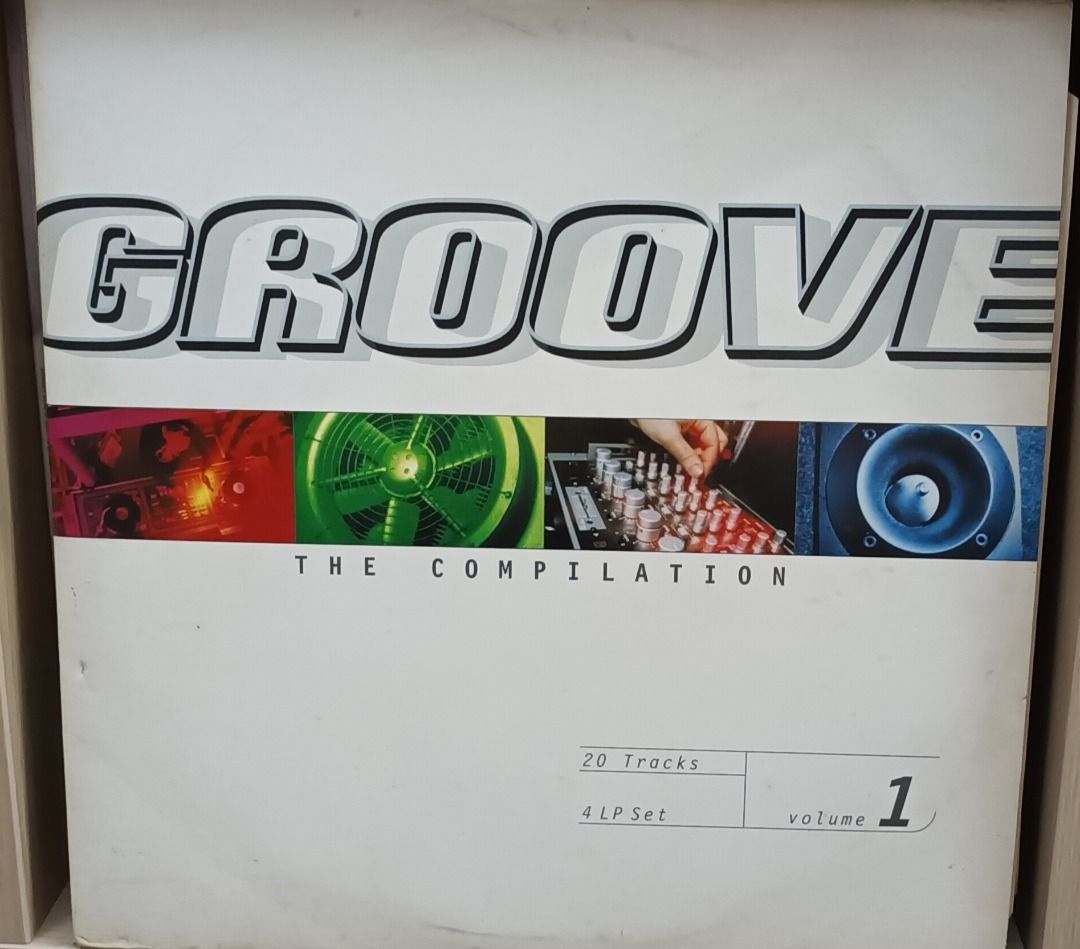 GROOVE
THE COMPILATION
20 Tracks
4 LP Set
volume 1